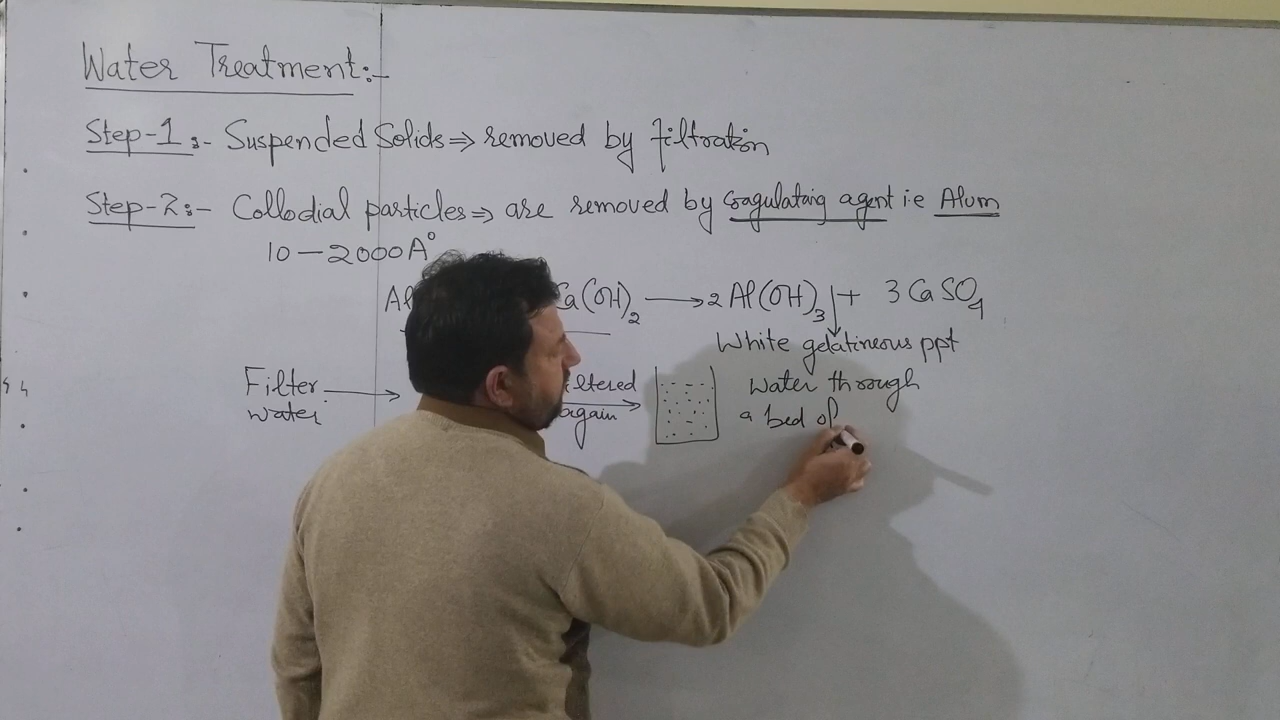 Water Treatment:-
Step-1:- Suspended Solids ⇒ removed by filtration
Step-2:- Collodial particles ⇒ are removed by coagulating agent i.e Alum
10 — 2000A°
Al Ca(OH)₂ → 2 Al(OH)₃↓ + 3 CaSO₄
White gelatineous ppt
Filter → iltered → Water through
water again a bed of